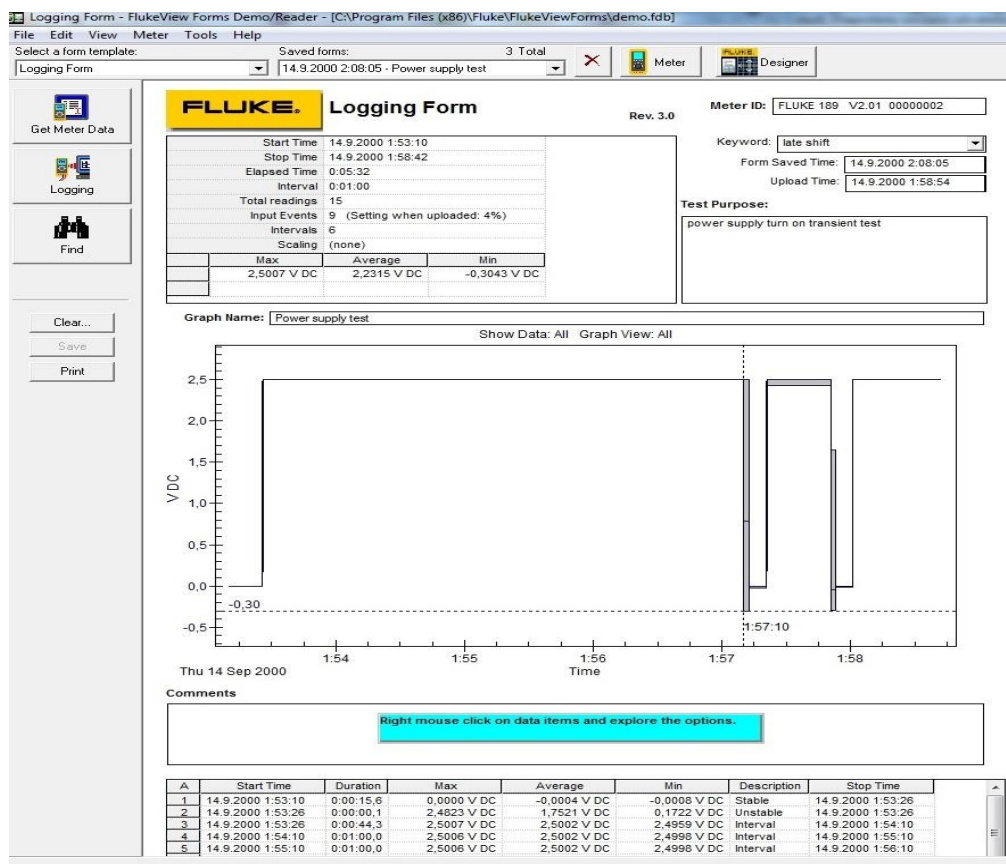 Logging Form - FlukeView Forms Demo/Reader - [C:\Program Files (x86)\Fluke\FlukeViewForms\demo.fdb]
File Edit View Meter Tools Help
Select a form template: Saved forms: 3 Total
Logging Form 14.9.2000 2:08:05 - Power supply test Meter FLUKE Designer
Get Meter Data
Logging
Find
Clear...
Save
Print
FLUKE® Logging Form Rev. 3.0
Meter ID: FLUKE 189 V2.01 00000002
Keyword: late shift
Form Saved Time: 14.9.2000 2:08:05
Upload Time: 14.9.2000 1:58:54
Start Time 14.9.2000 1:53:10
Stop Time 14.9.2000 1:58:42
Elapsed Time 0:05:32
Interval 0:01:00
Total readings 15
Input Events 9 (Setting when uploaded: 4%)
Intervals 6
Scaling (none)
Max Average Min
2,5007 V DC 2,2315 V DC -0,3043 V DC
Test Purpose:
power supply turn on transient test
Graph Name: Power supply test
Show Data: All Graph View: All
2,5
2,0
1,5
1,0
0,5
0,0
-0,5
VDC
-0,30
1:57:10
1:54 1:55 1:56 1:57 1:58
Thu 14 Sep 2000 Time
Comments
Right mouse click on data items and explore the options.
A Start Time Duration Max Average Min Description Stop Time
1 14.9.2000 1:53:10 0:00:15,6 0,0000 V DC -0,0004 V DC -0,0008 V DC Stable 14.9.2000 1:53:26
2 14.9.2000 1:53:26 0:00:00,1 2,4823 V DC 1,7521 V DC 0,1722 V DC Unstable 14.9.2000 1:53:26
3 14.9.2000 1:53:26 0:00:44,3 2,5007 V DC 2,5002 V DC 2,4959 V DC Interval 14.9.2000 1:54:10
4 14.9.2000 1:54:10 0:01:00,0 2,5006 V DC 2,5002 V DC 2,4998 V DC Interval 14.9.2000 1:55:10
5 14.9.2000 1:55:10 0:01:00,0 2,5006 V DC 2,5002 V DC 2,4998 V DC Interval 14.9.2000 1:56:10